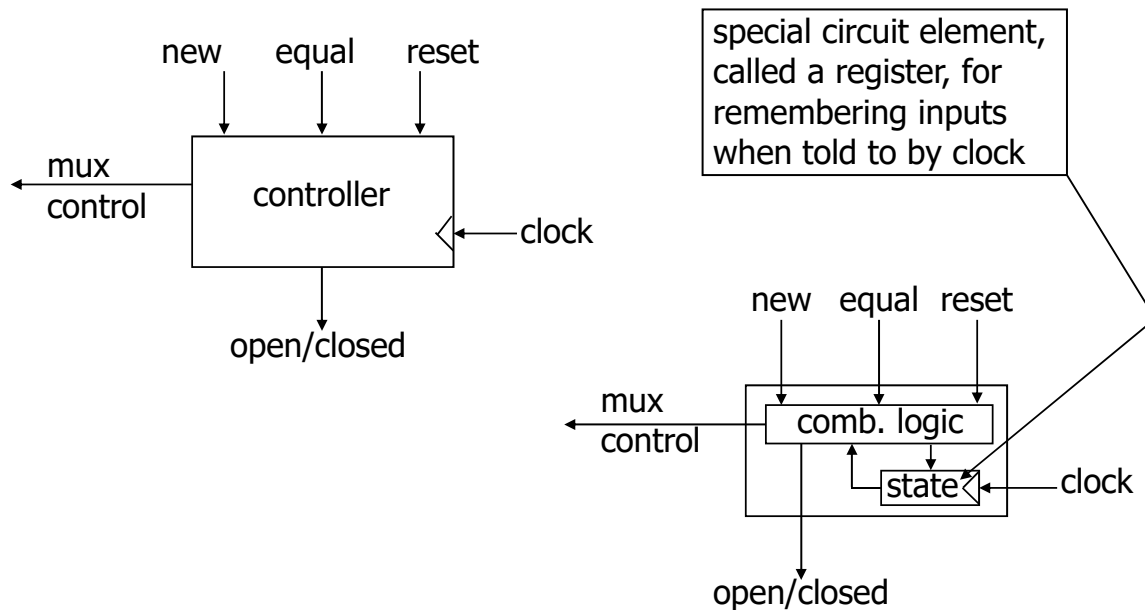 new equal reset
mux
control
controller
clock
open/closed
special circuit element,
called a register, for
remembering inputs
when told to by clock
new equal reset
mux
control
comb. logic
state
clock
open/closed